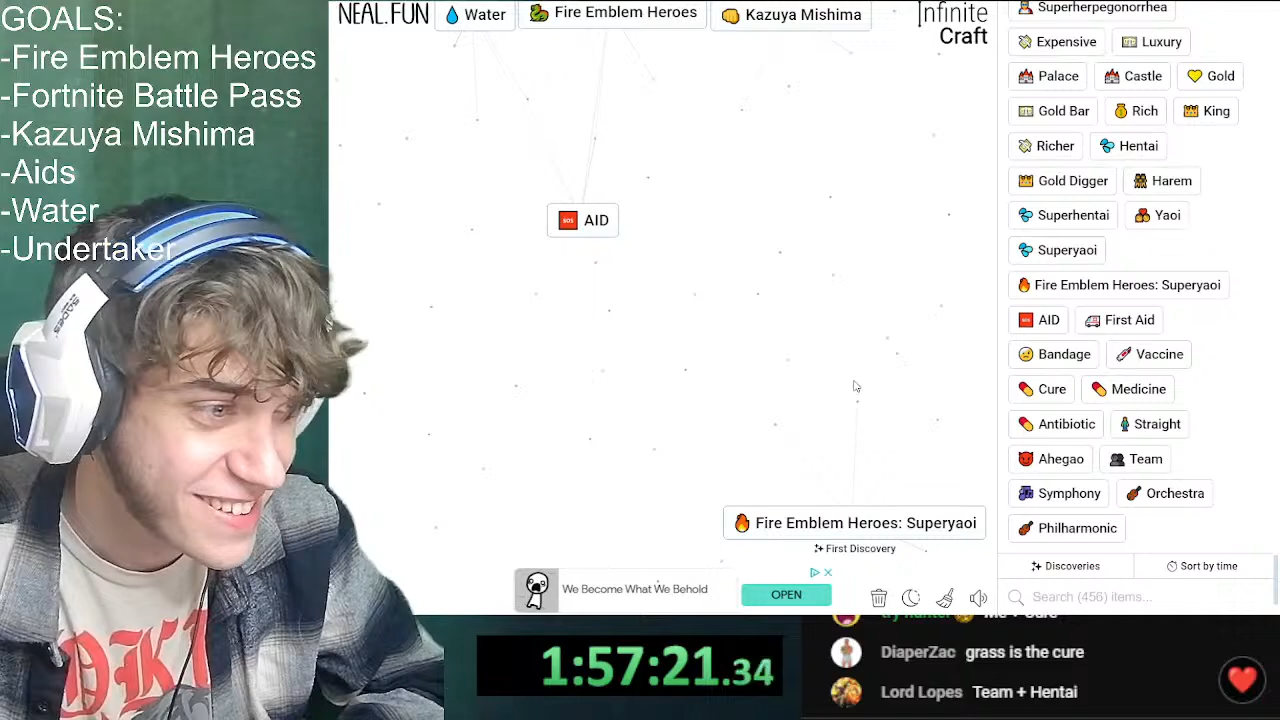 GOALS:
-Fire Emblem Heroes
-Fortnite Battle Pass
-Kazuya Mishima
-Aids
-Water
-Undertaker
NEAL.FUN
Water
Fire Emblem Heroes
Kazuya Mishima
Infinite
Craft
SOS AID
Fire Emblem Heroes: Superyaoi
First Discovery
We Become What We Behold
OPEN
Superherpegonorrhea
Expensive Luxury
Palace Castle Gold
Gold Bar Rich King
Richer Hentai
Gold Digger Harem
Superhentai Yaoi
Superyaoi
Fire Emblem Heroes: Superyaoi
SOS AID First Aid
Bandage Vaccine
Cure Medicine
Antibiotic Straight
Ahegao Team
Symphony Orchestra
Philharmonic
Discoveries Sort by time
Search (456) items...
1:57:21.34
DiaperZac grass is the cure
Lord Lopes Team + Hentai
SADES